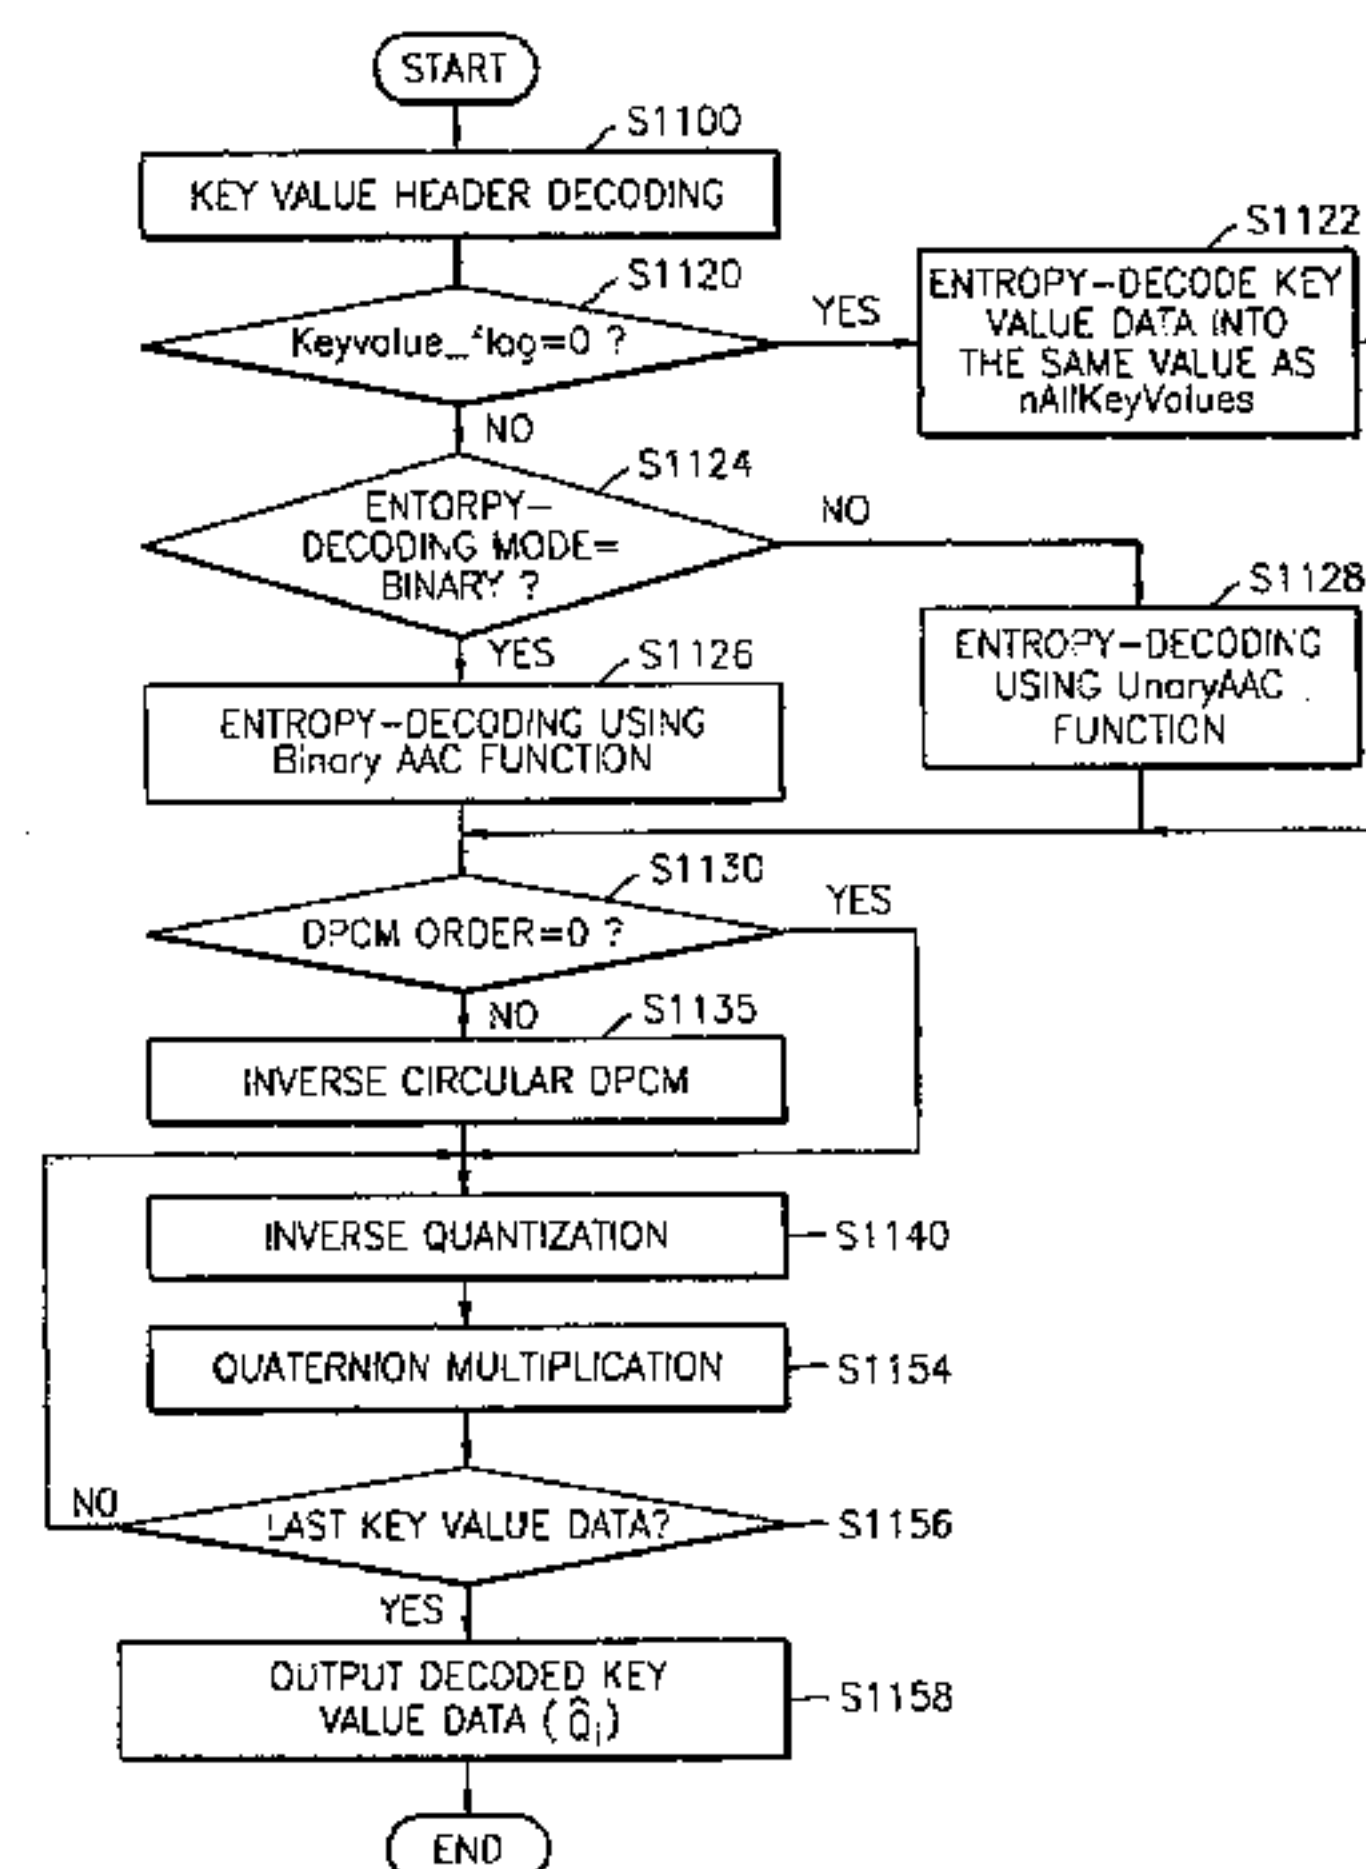 START
S1100
KEY VALUE HEADER DECODING
S1120
Keyvalue_flag=0 ?
YES
S1122
ENTROPY-DECODE KEY
VALUE DATA INTO
THE SAME VALUE AS
nAllKeyValues
NO
S1124
ENTORPY-
DECODING MODE=
BINARY ?
NO
YES
S1126
ENTROPY-DECODING USING
Binary AAC FUNCTION
S1128
ENTROPY-DECODING
USING UnaryAAC
FUNCTION
S1130
DPCM ORDER=0 ?
YES
NO
S1135
INVERSE CIRCULAR DPCM
INVERSE QUANTIZATION
S1140
QUATERNION MULTIPLICATION
S1154
NO
LAST KEY VALUE DATA?
S1156
YES
OUTPUT DECODED KEY
VALUE DATA (Q̂i)
S1158
END